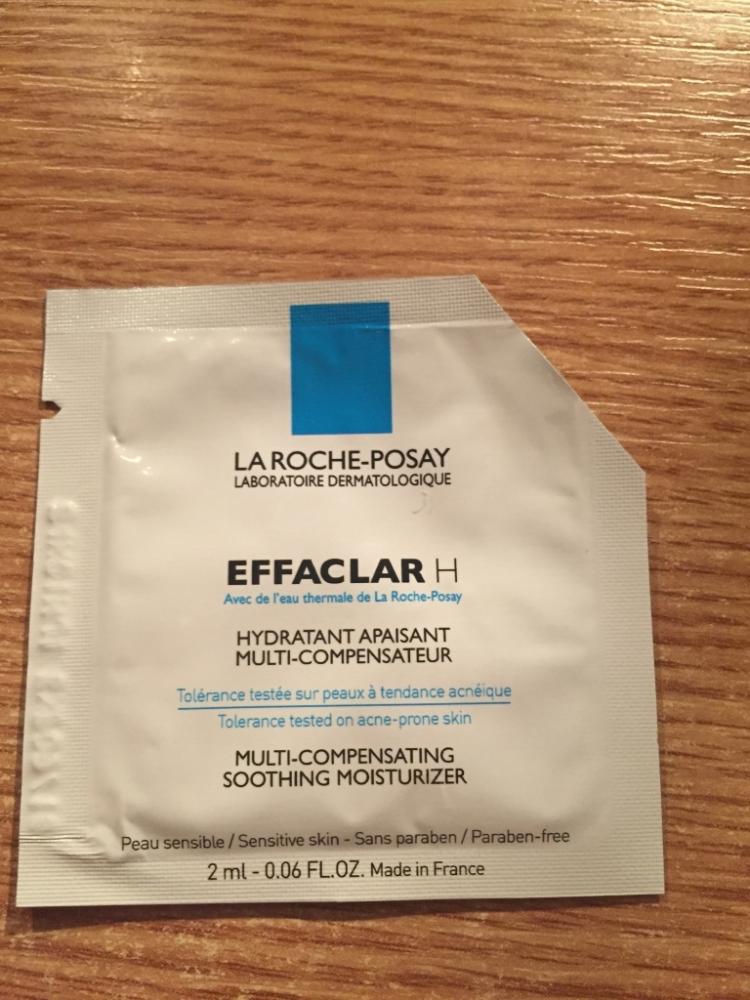 LA ROCHE-POSAY
LABORATOIRE DERMATOLOGIQUE
EFFACLAR H
Avec de l'eau thermale de La Roche-Posay
HYDRATANT APAISANT
MULTI-COMPENSATEUR
Tolérance testée sur peaux à tendance acnéique
Tolerance tested on acne-prone skin
MULTI-COMPENSATING
SOOTHING MOISTURIZER
Peau sensible / Sensitive skin - Sans paraben / Paraben-free
2 ml - 0.06 FL.OZ. Made in France